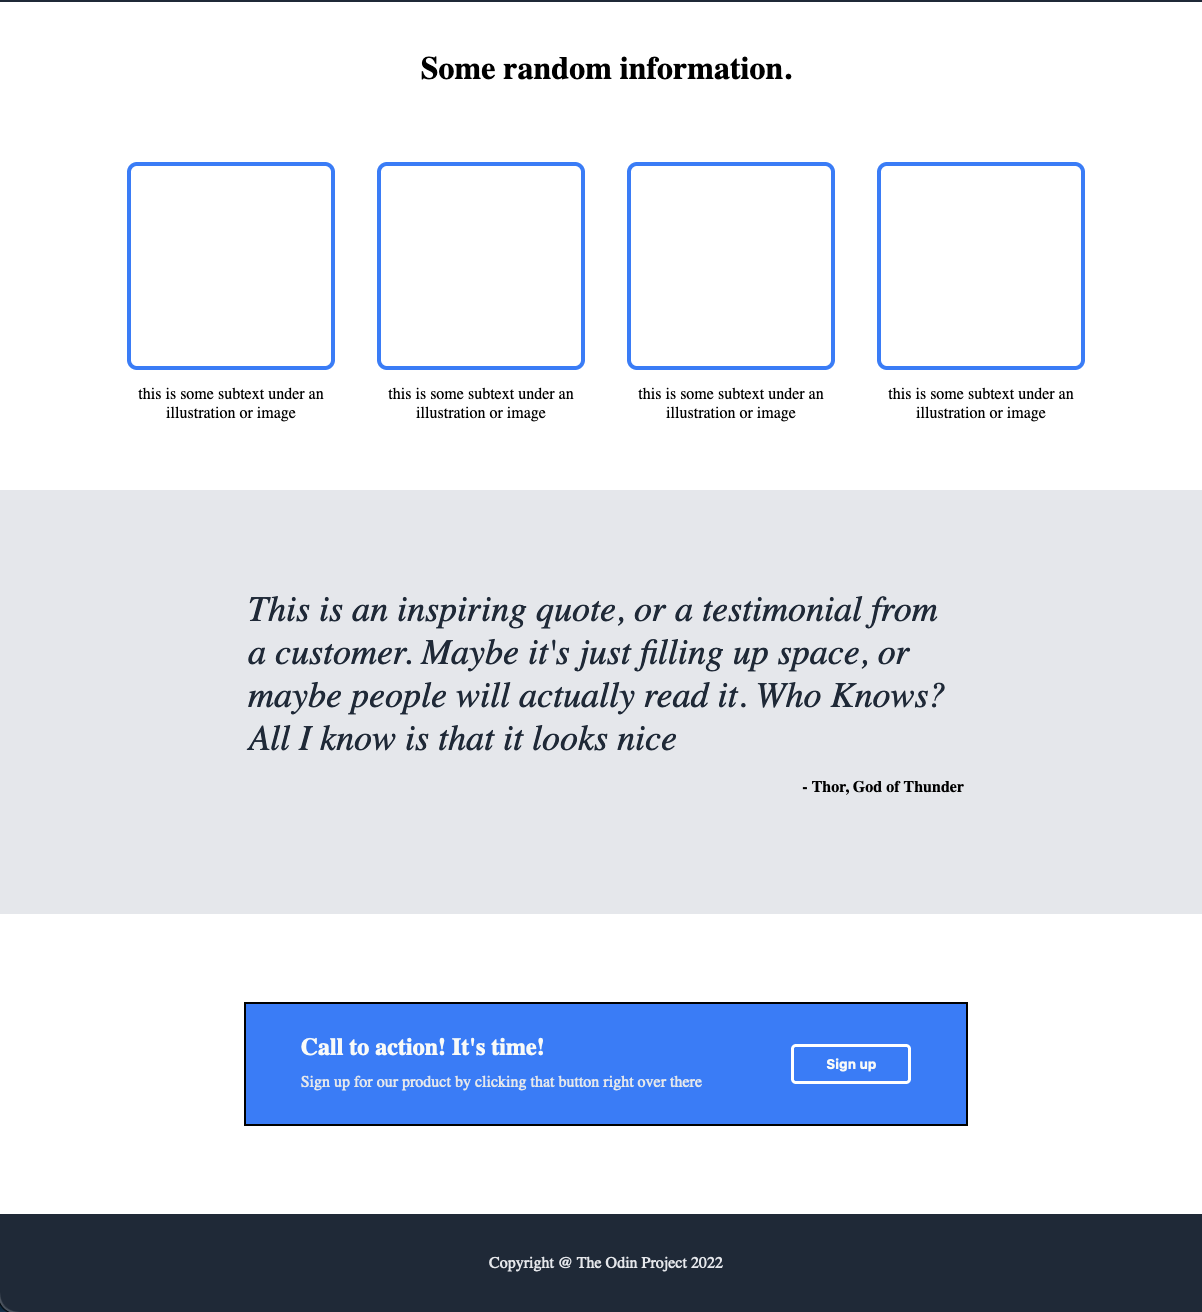 Some random information.
this is some subtext under an
illustration or image
this is some subtext under an
illustration or image
this is some subtext under an
illustration or image
this is some subtext under an
illustration or image
This is an inspiring quote, or a testimonial from
a customer. Maybe it's just filling up space, or
maybe people will actually read it. Who Knows?
All I know is that it looks nice
- Thor, God of Thunder
Call to action! It's time!
Sign up for our product by clicking that button right over there
Sign up
Copyright @ The Odin Project 2022